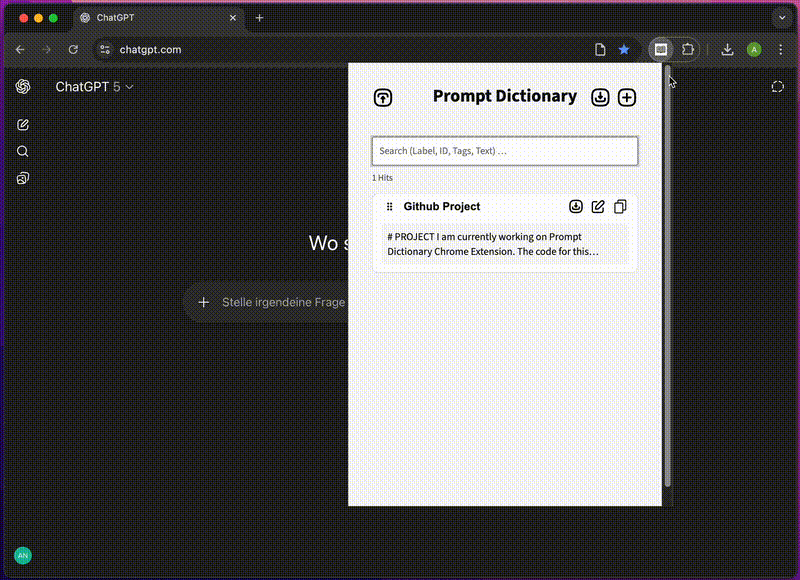 ChatGPT
chatgpt.com
A
ChatGPT 5
Prompt Dictionary
Search (Label, ID, Tags, Text) …
1 Hits
Github Project
# PROJECT I am currently working on Prompt
Dictionary Chrome Extension. The code for this…
Wo s
Stelle irgendeine Frage
AN